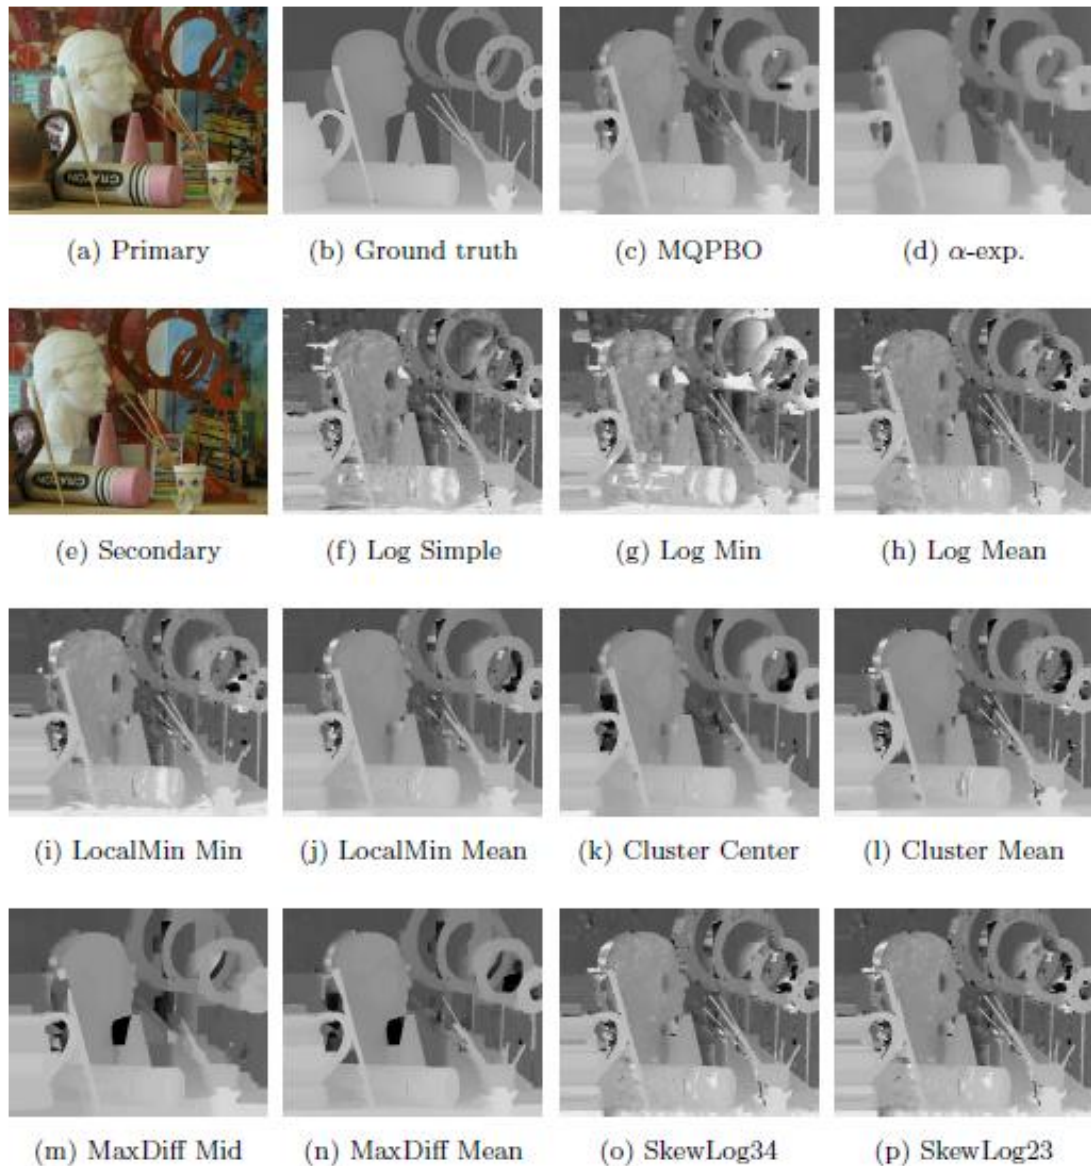 (a) Primary
(b) Ground truth
(c) MQPBO
(d) α-exp.
(e) Secondary
(f) Log Simple
(g) Log Min
(h) Log Mean
(i) LocalMin Min
(j) LocalMin Mean
(k) Cluster Center
(l) Cluster Mean
(m) MaxDiff Mid
(n) MaxDiff Mean
(o) SkewLog34
(p) SkewLog23
CRAYON